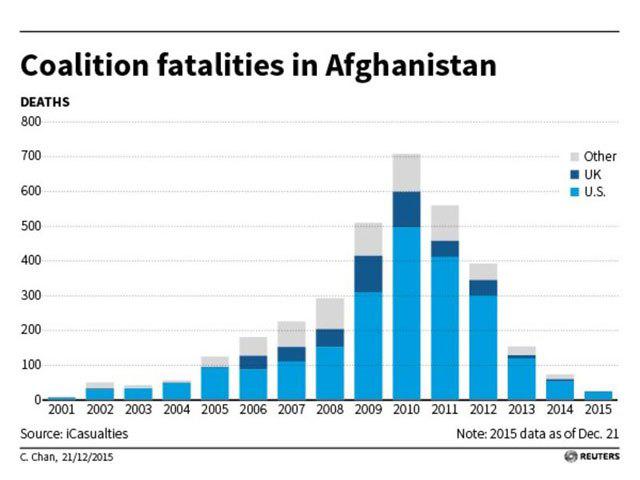 Coalition fatalities in Afghanistan
DEATHS
800
700
600
500
400
300
200
100
0
Other
UK
U.S.
2001 2002 2003 2004 2005 2006 2007 2008 2009 2010 2011 2012 2013 2014 2015
Source: iCasualties Note: 2015 data as of Dec. 21
C. Chan, 21/12/2015 REUTERS